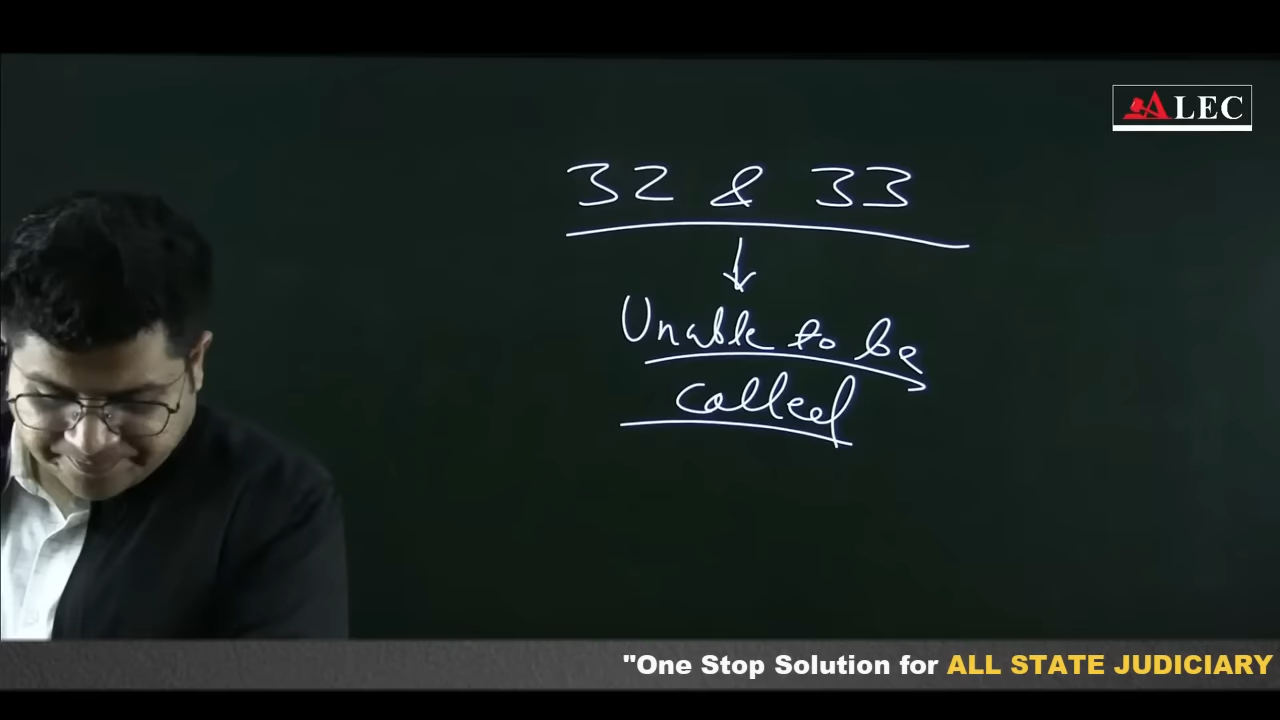 ALEC
32 & 33
Unable to be
called
"One Stop Solution for ALL STATE JUDICIARY